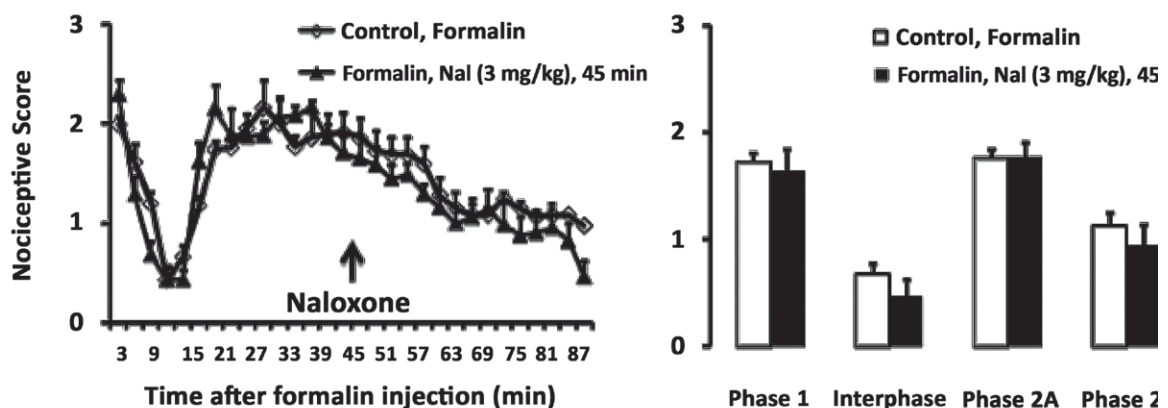 3
Control, Formalin
Formalin, Nal (3 mg/kg), 45 min
2
Nociceptive Score
1
Naloxone
0
3 9 12 15 21 27 33 39 45 51 57 63 69 75 81 87
Time after formalin injection (min)
3
Control, Formalin
Formalin, Nal (3 mg/kg), 45
2
1
0
Phase 1 Interphase Phase 2A Phase 2